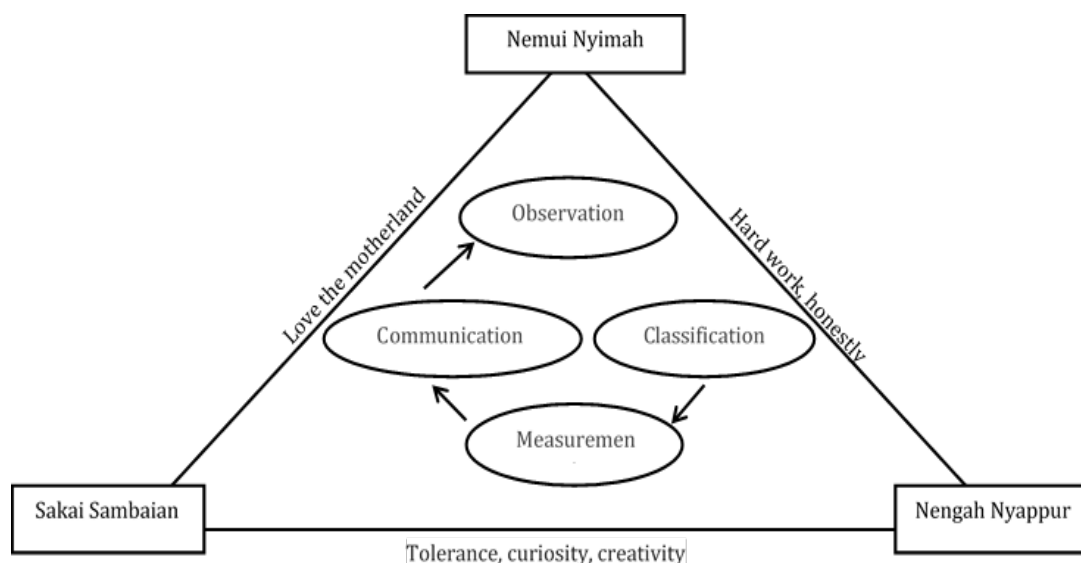 Nemui Nyimah
Love the motherland
Hard work, honestly
Observation
Communication
Classification
Measuremen
Sakai Sambaian
Nengah Nyappur
Tolerance, curiosity, creativity